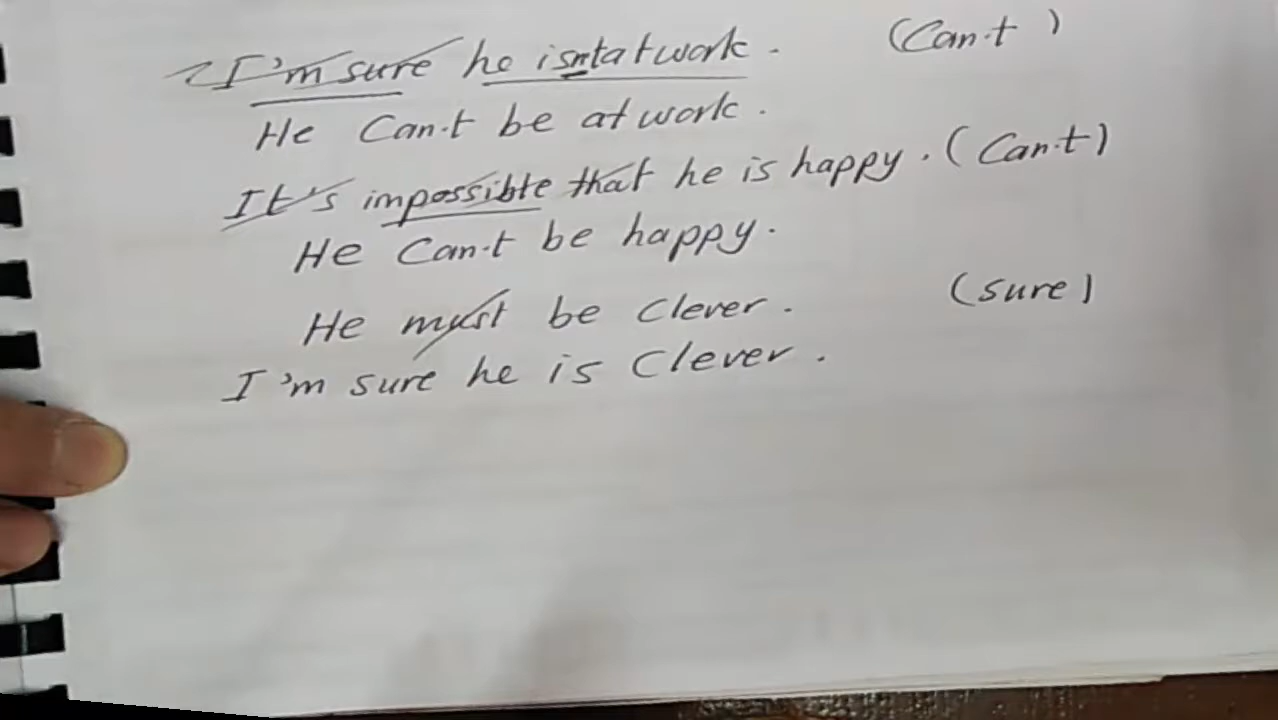 I'm sure he isn't at work. (Can't)
He Can't be at work.
It's impossible that he is happy. (Can't)
He Can't be happy.
He must be Clever. (sure)
I'm sure he is Clever.